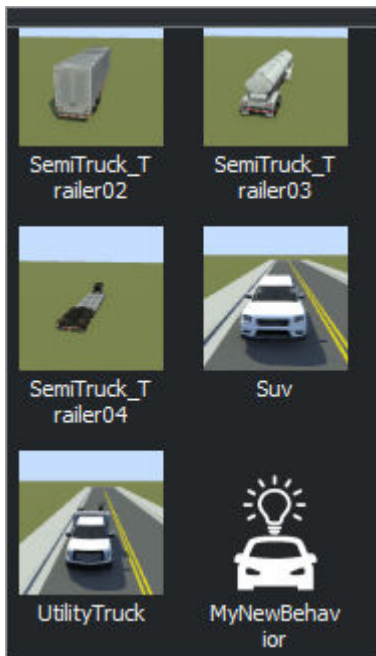 SemiTruck_T
railer02
SemiTruck_T
railer03
SemiTruck_T
railer04
Suv
UtilityTruck
MyNewBehav
ior